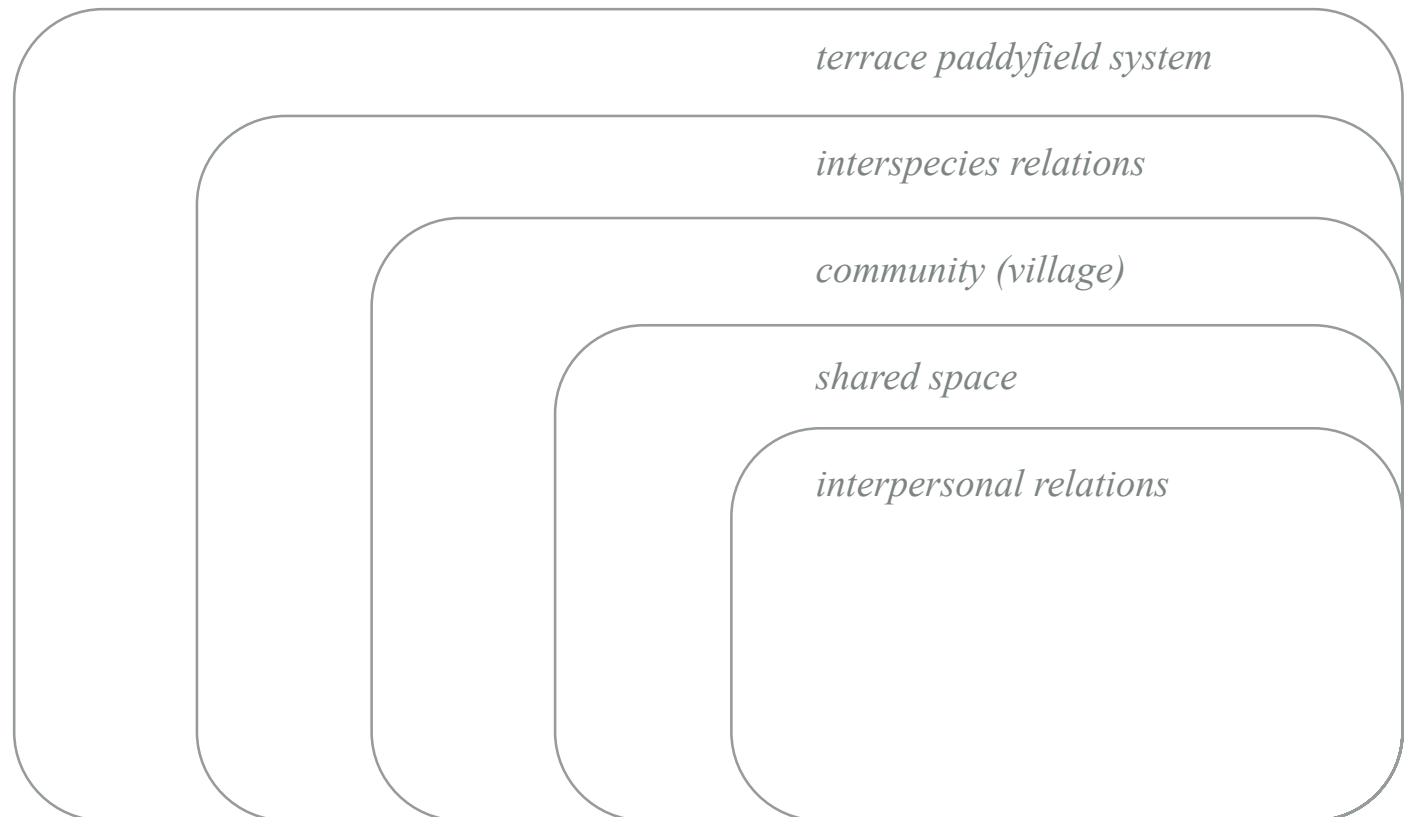 terrace paddyfield system
interspecies relations
community (village)
shared space
interpersonal relations